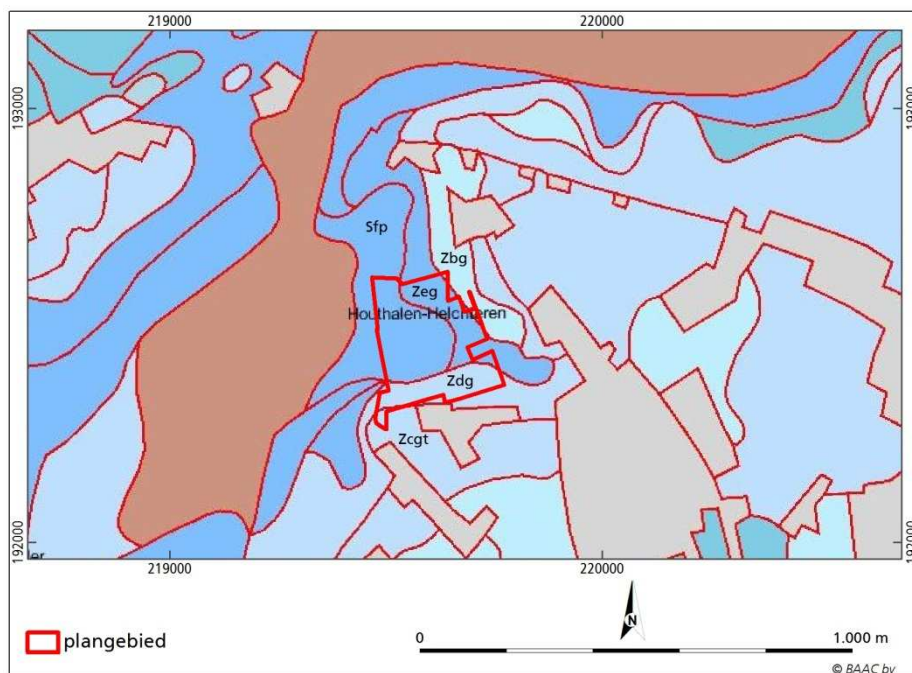 219000 220000
193000 193000
Sfp
Zbg
Zeg
Houthalen-Helchteren
Zdg
Zcgt
192000
219000 220000
plangebied
0 1.000 m
N
© BAAC bv